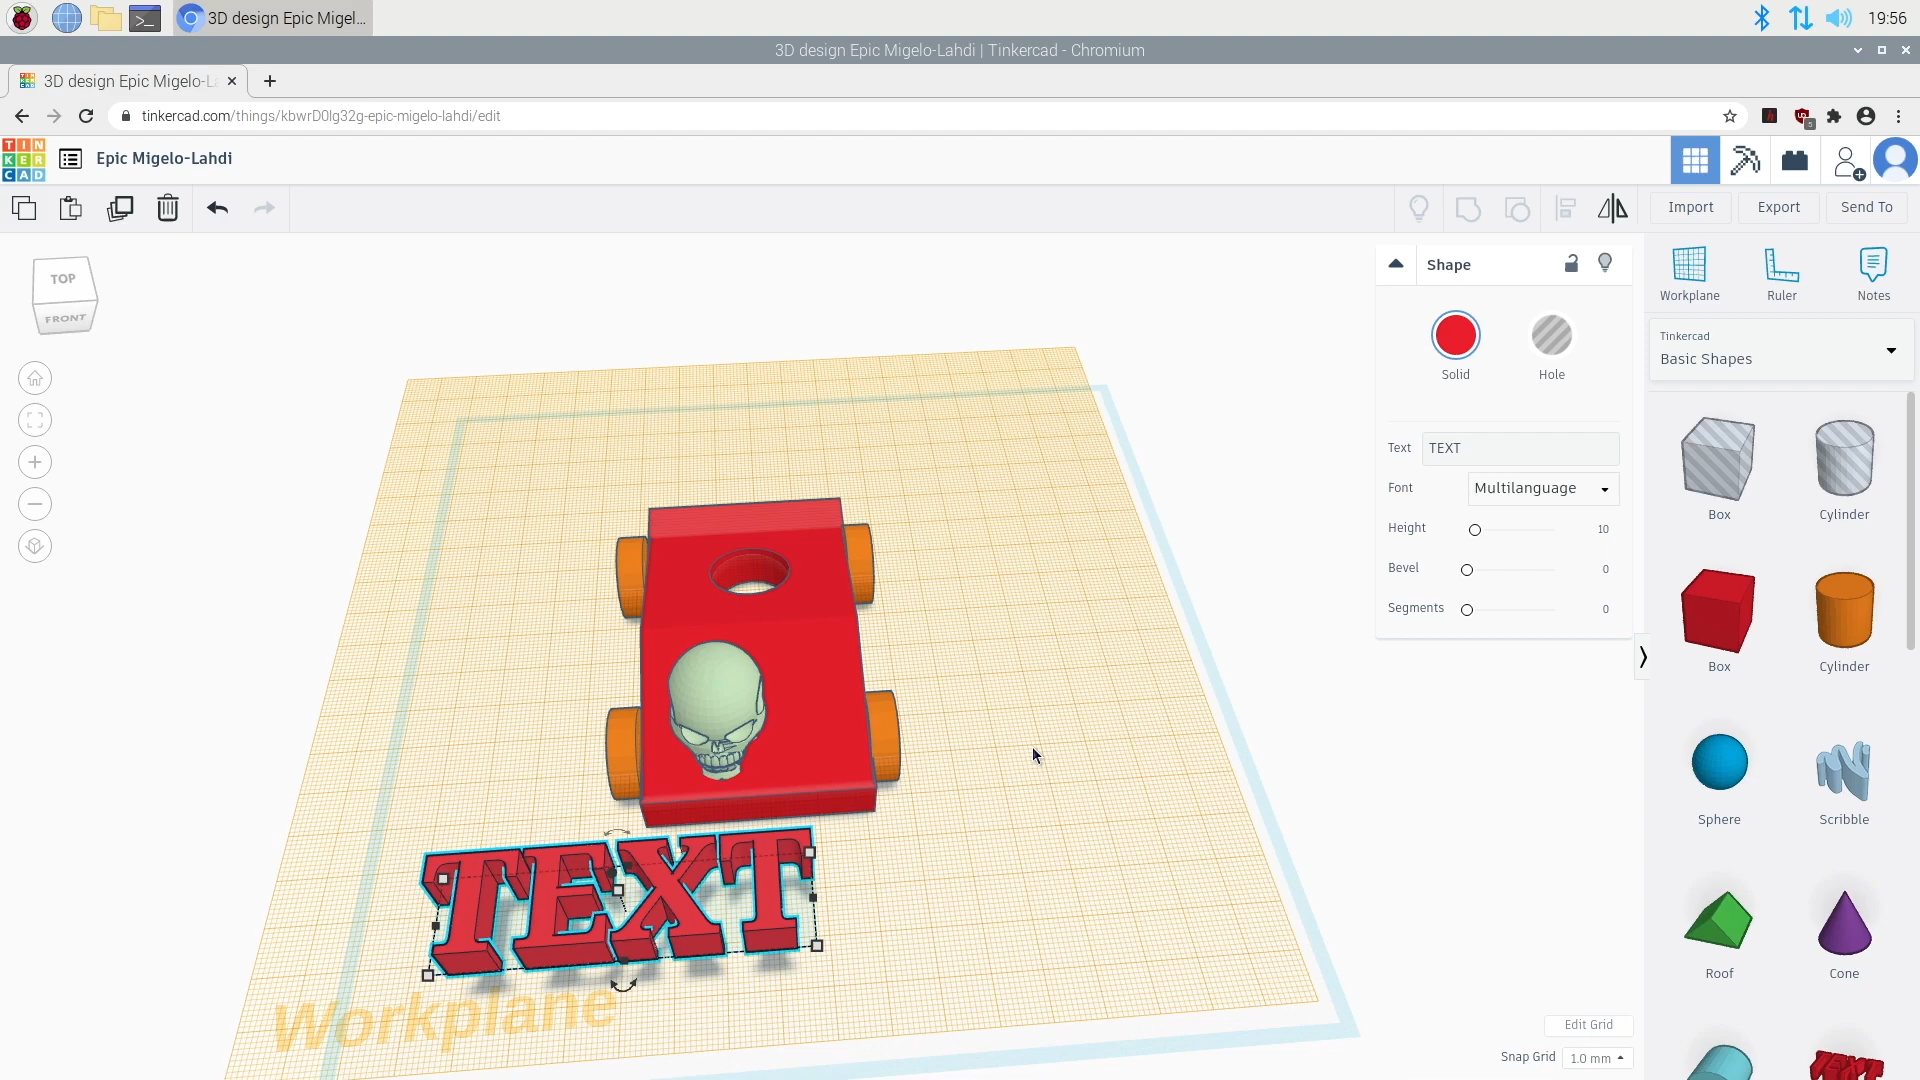 3D design Epic Migel...
19:56
3D design Epic Migelo-Lahdi | Tinkercad - Chromium
3D design Epic Migelo-La
tinkercad.com/things/kbwrD0lg32g-epic-migelo-lahdi/edit
5
TIN
KER
CAD
Epic Migelo-Lahdi
Import
Export
Send To
TOP
FRONT
Shape
Solid
Hole
Text
TEXT
Font
Multilanguage
Height
10
Bevel
0
Segments
0
Workplane
Ruler
Notes
Tinkercad
Basic Shapes
Box
Cylinder
Box
Cylinder
Sphere
Scribble
Roof
Cone
TEXT
TEXT
Workplane
Edit Grid
Snap Grid
1.0 mm